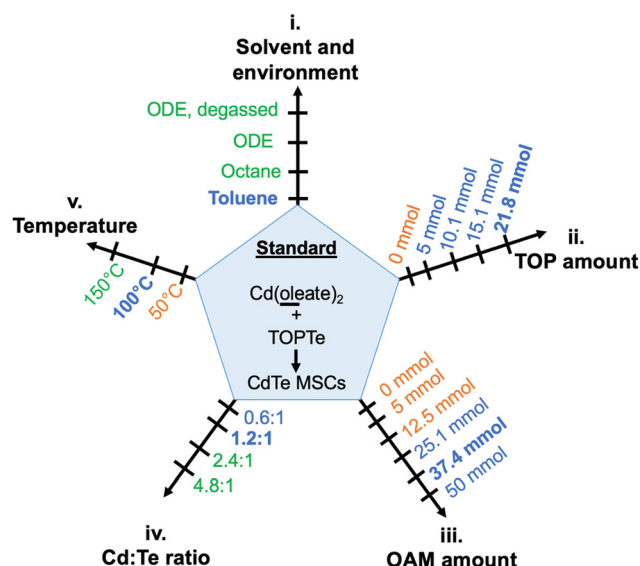 i.
Solvent and
environment
ODE, degassed
ODE
Octane
Toluene
0 mmol
5 mmol
10.1 mmol
15.1 mmol
21.8 mmol
ii.
TOP amount
v.
Temperature
150°C
100°C
50°C
Standard
Cd(oleate)₂
+
TOPTe
CdTe MSCs
0 mmol
5 mmol
12.5 mmol
25.1 mmol
37.4 mmol
50 mmol
iii.
OAM amount
0.6:1
1.2:1
2.4:1
4.8:1
iv.
Cd:Te ratio